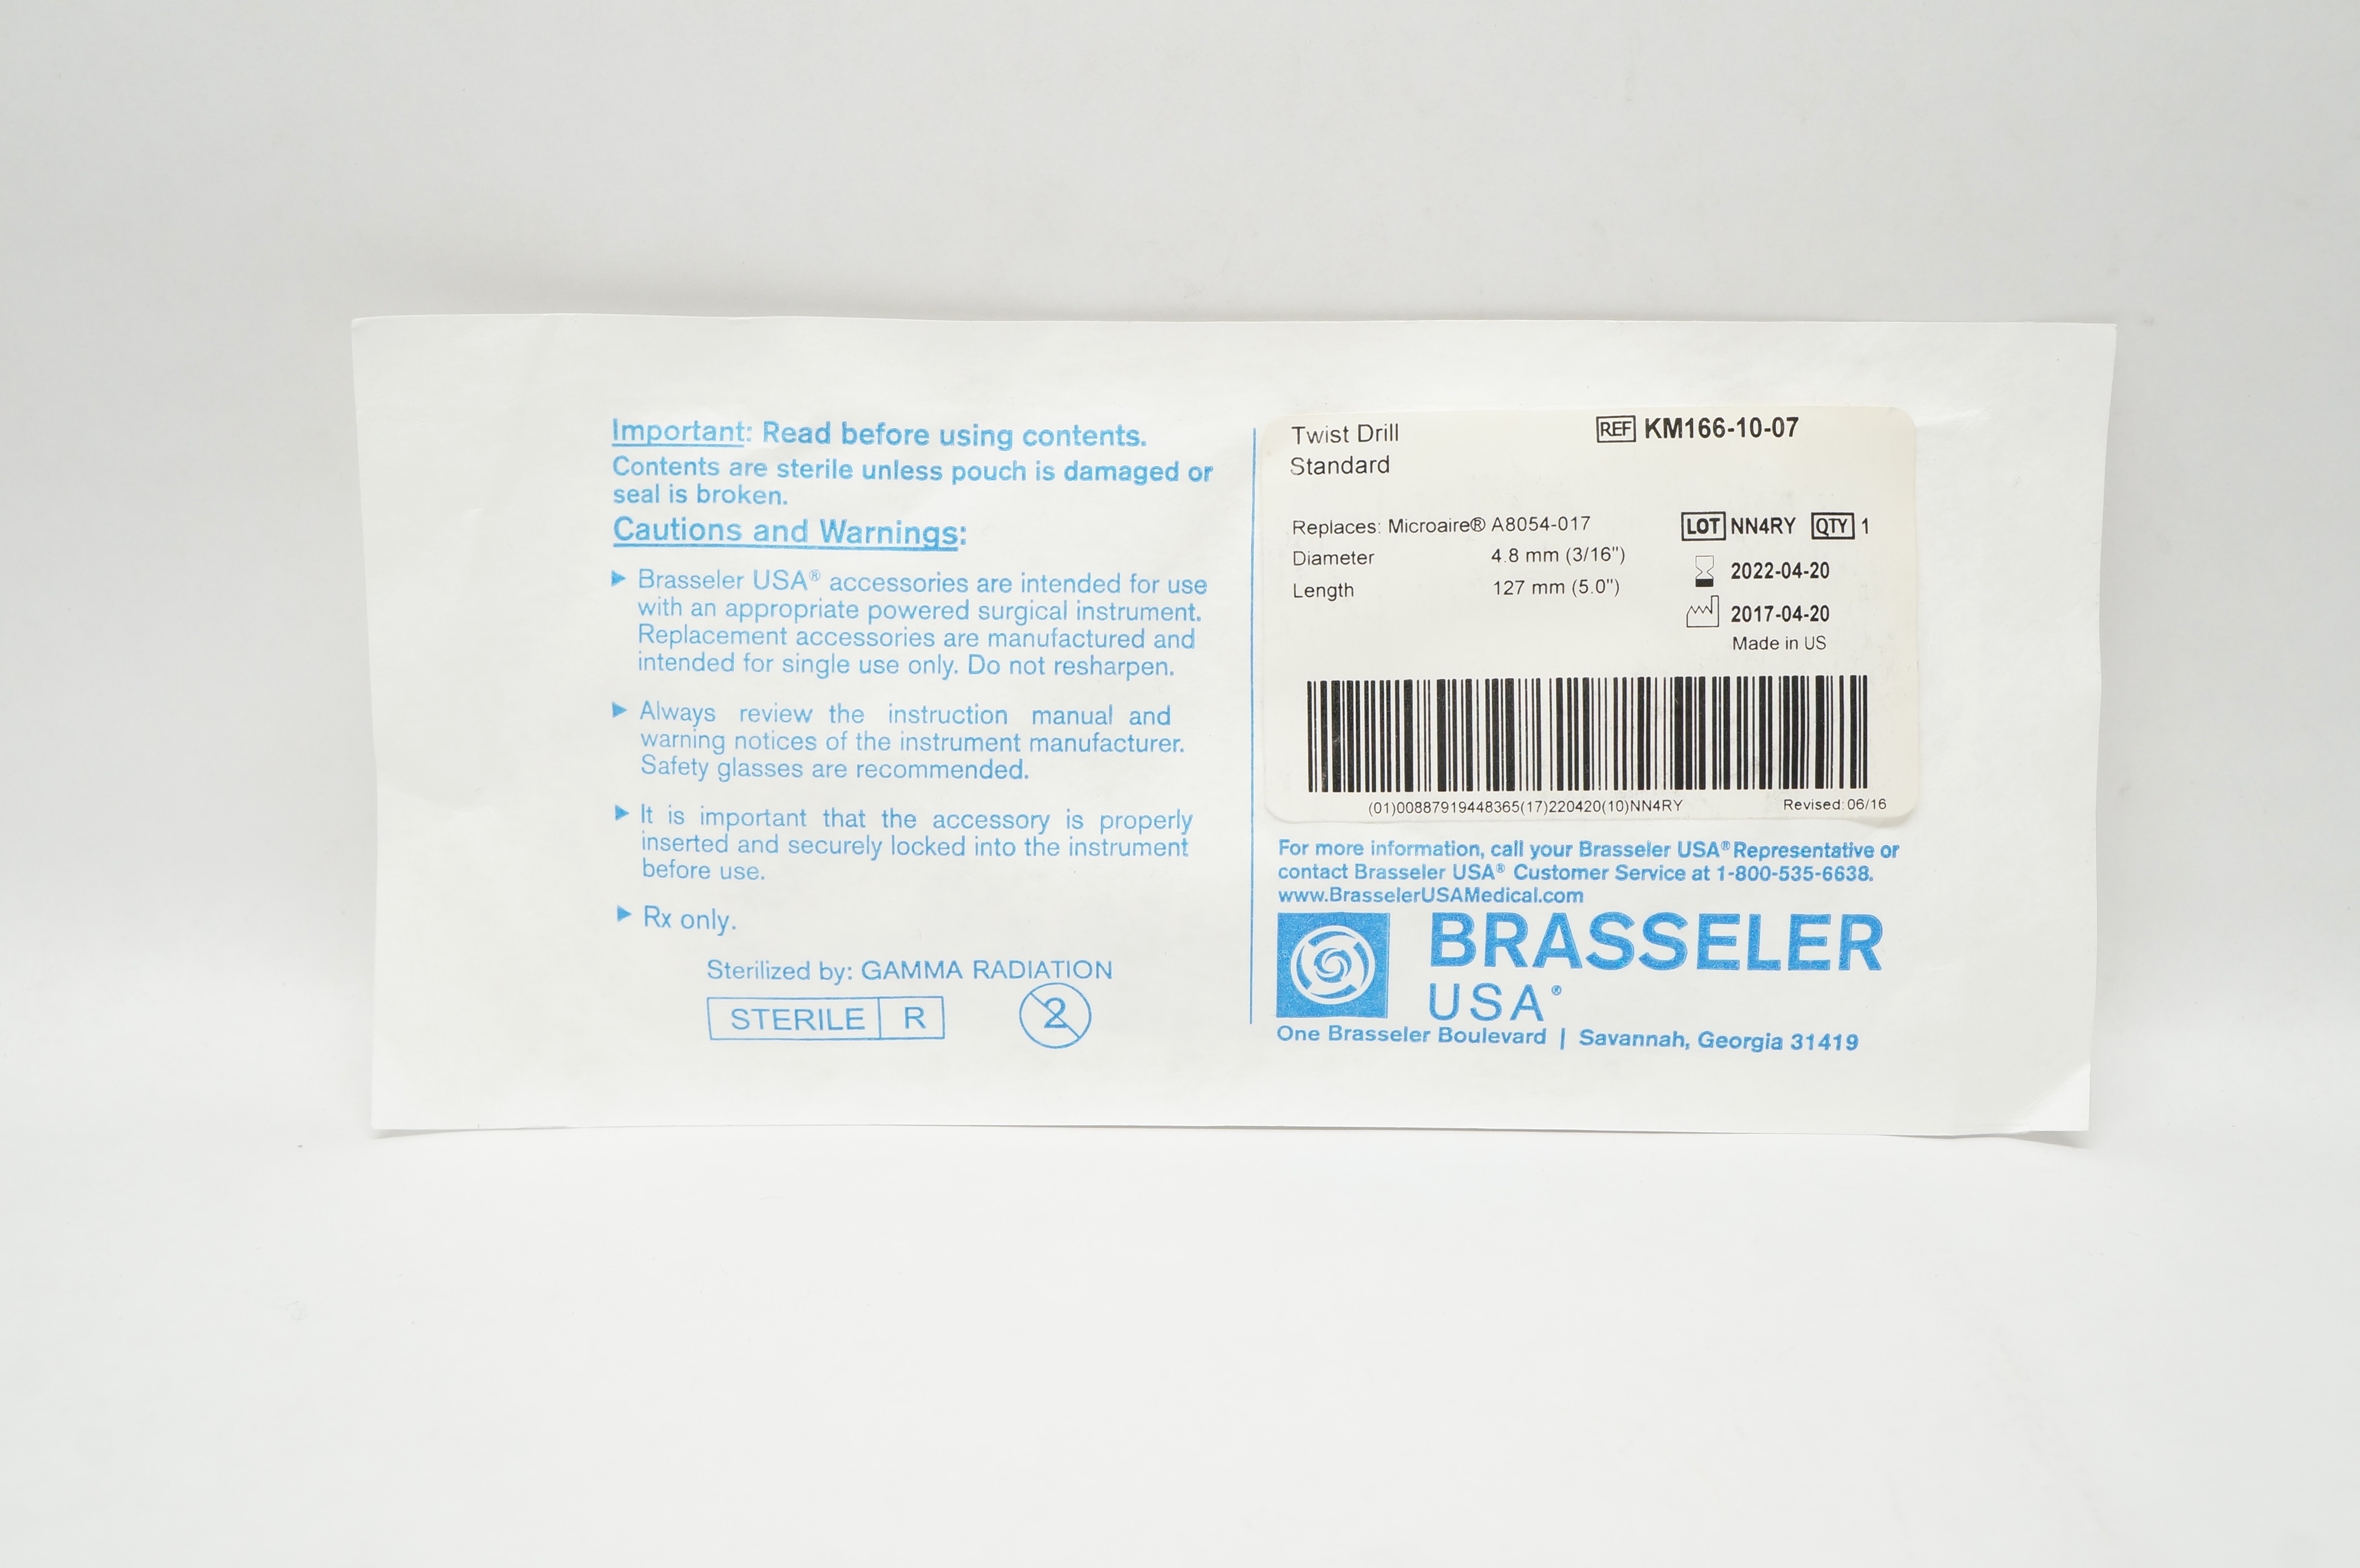 Important: Read before using contents.
Contents are sterile unless pouch is damaged or
seal is broken.
Cautions and Warnings:
Brasseler USA® accessories are intended for use
with an appropriate powered surgical instrument.
Replacement accessories are manufactured and
intended for single use only. Do not resharpen.
Always review the instruction manual and
warning notices of the instrument manufacturer.
Safety glasses are recommended.
It is important that the accessory is properly
inserted and securely locked into the instrument
before use.
Rx only.
Sterilized by: GAMMA RADIATION
STERILE R 2
Twist Drill REF KM166-10-07
Standard
Replaces: Microaire® A8054-017 LOT NN4RY QTY 1
Diameter 4.8 mm (3/16")
2022-04-20
Length 127 mm (5.0")
2017-04-20
Made in US
(01)00887919448365(17)220420(10)NN4RY Revised: 06/16
For more information, call your Brasseler USA® Representative or
contact Brasseler USA® Customer Service at 1-800-535-6638.
www.BrasselerUSAMedical.com
BRASSELER
USA®
One Brasseler Boulevard | Savannah, Georgia 31419